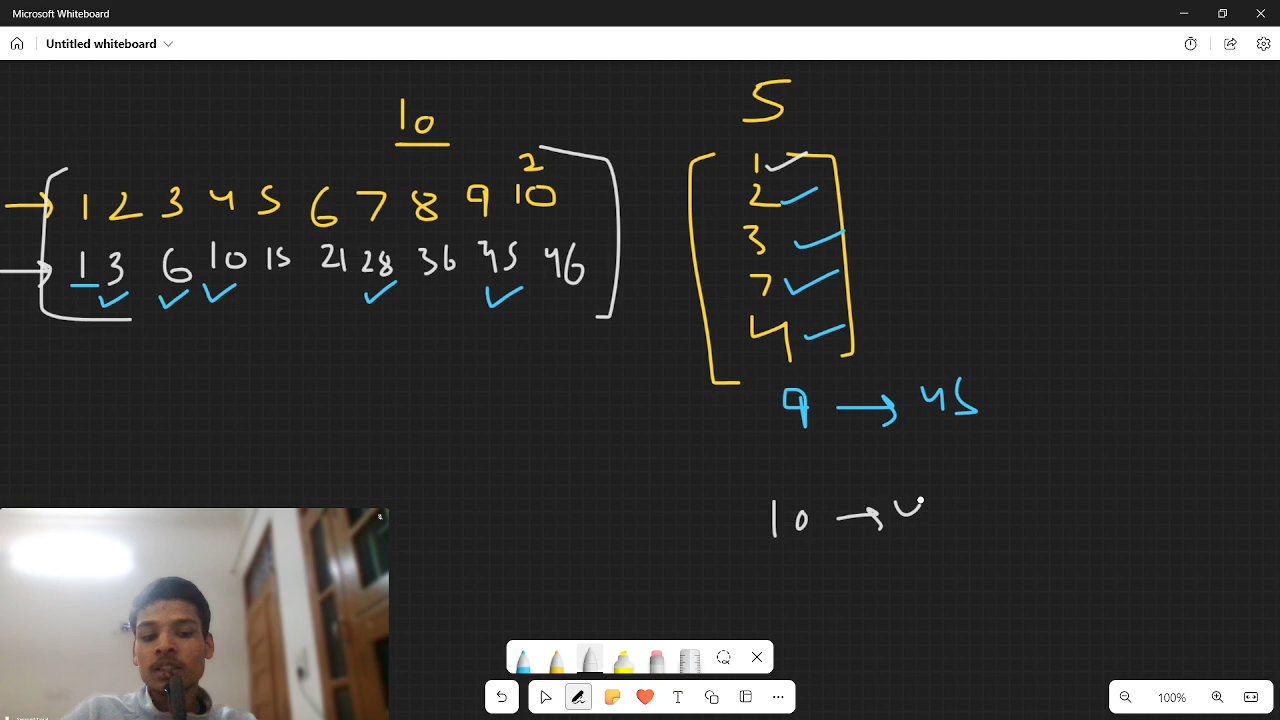 Microsoft Whiteboard
Untitled whiteboard
10
2
1 2 3 4 5 6 7 8 9 10
1 3 6 10 15 21 28 36 45 46
5
1
2
3
7
4
9 → 45
10 →
100%